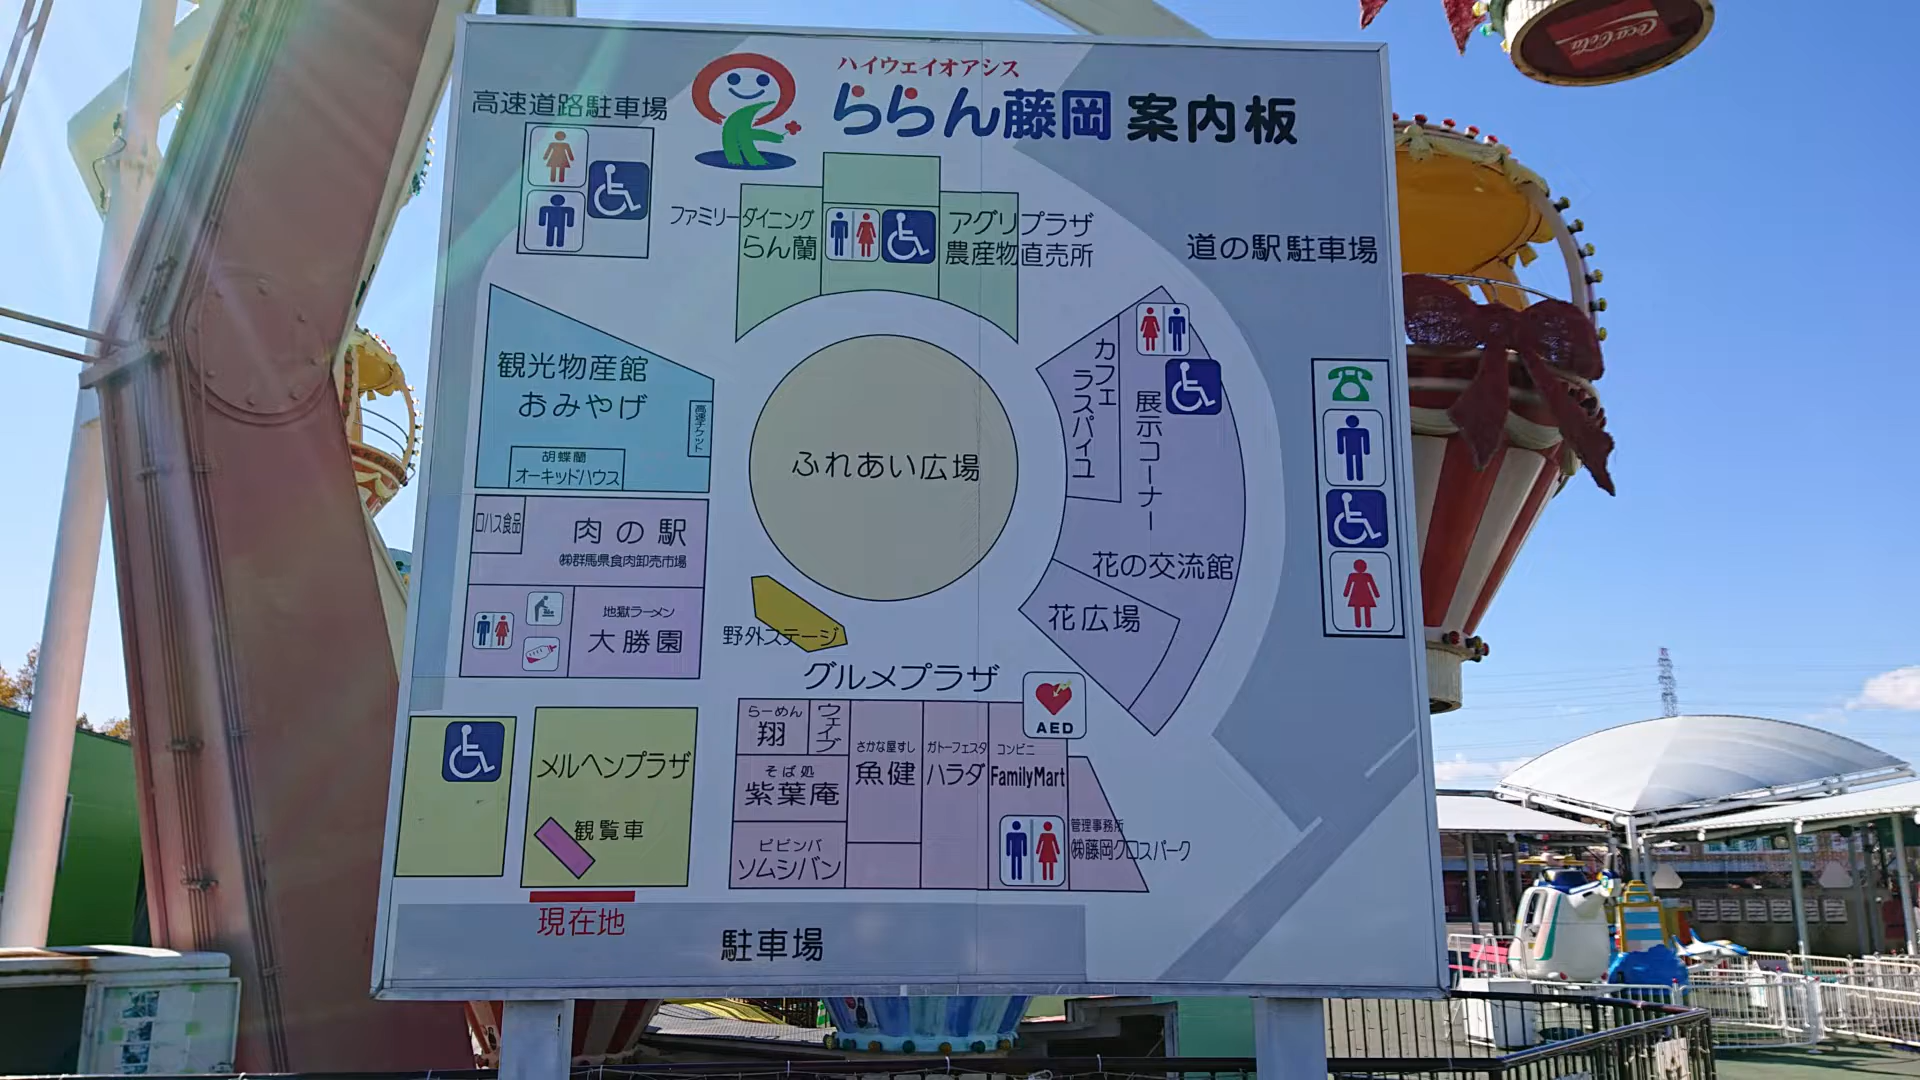 ハイウェイオアシス
ららん藤岡 案内板
高速道路駐車場
ファミリーダイニング
らん蘭
アグリプラザ
農産物直売所
道の駅駐車場
観光物産館
おみやげ
高速チケット
胡蝶蘭
オーキッドハウス
ふれあい広場
カフェ
ラスパイユ
展示コーナー
花の交流館
花広場
ロハス食品
肉の駅
㈱群馬県食肉卸売市場
地獄ラーメン
大勝園
野外ステージ
グルメプラザ
AED
らーめん
翔
ウェイブ
そば処
紫葉庵
ビビンバ
ソムシバン
さかな屋すし
魚健
ガトーフェスタ
ハラダ
コンビニ
FamilyMart
管理事務所
㈱藤岡クロスパーク
メルヘンプラザ
観覧車
現在地
駐車場
Coca-Cola